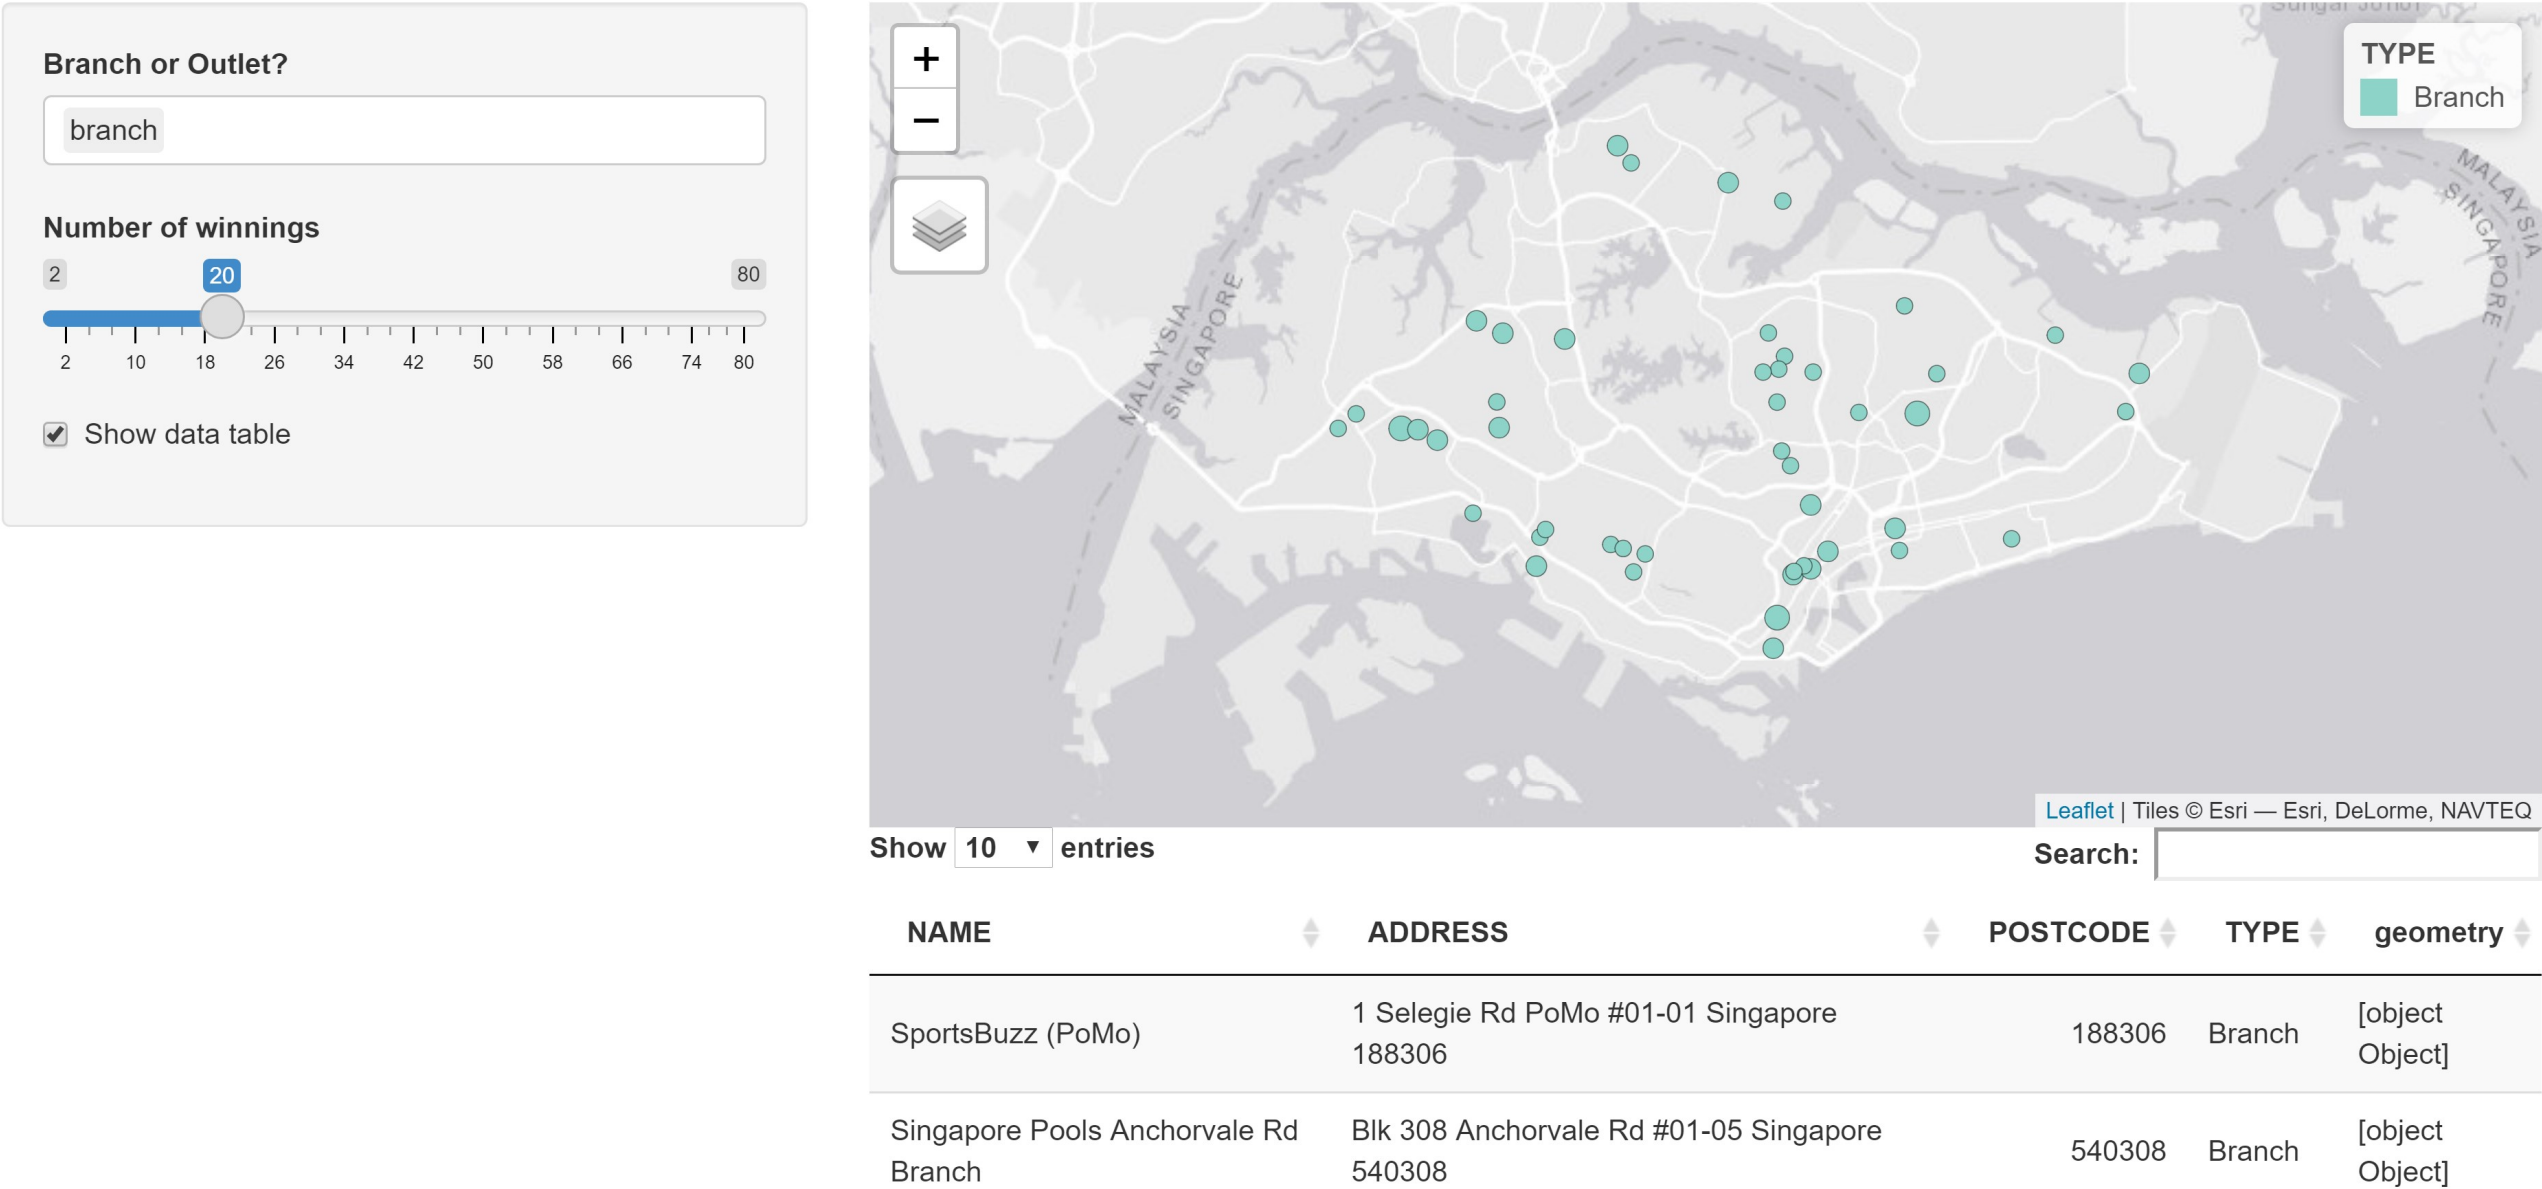 Branch or Outlet?
branch
Number of winnings
2 20 80
2 10 18 26 34 42 50 58 66 74 80
Show data table
+
−
MALAYSIA
SINGAPORE
Sungai Johor
TYPE
Branch
MALAYSIA
SINGAPORE
Leaflet | Tiles © Esri — Esri, DeLorme, NAVTEQ
Show 10 entries
Search:
NAME ADDRESS POSTCODE TYPE geometry
SportsBuzz (PoMo) 1 Selegie Rd PoMo #01-01 Singapore 188306 Branch [object
188306 Object]
Singapore Pools Anchorvale Rd Blk 308 Anchorvale Rd #01-05 Singapore 540308 Branch [object
Branch 540308 Object]